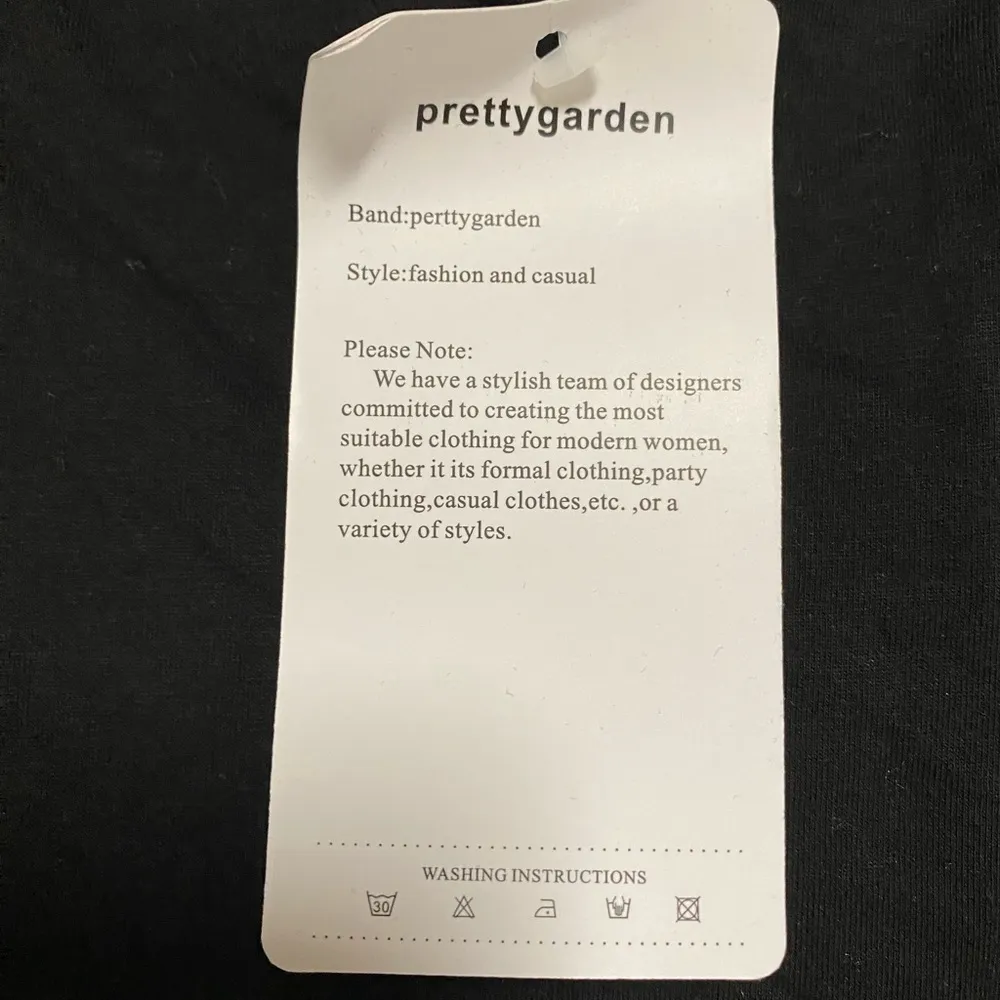 prettygarden
Band:perttygarden
Style:fashion and casual
Please Note:
We have a stylish team of designers
committed to creating the most
suitable clothing for modern women,
whether it its formal clothing,party
clothing,casual clothes,etc. ,or a
variety of styles.
WASHING INSTRUCTIONS
30